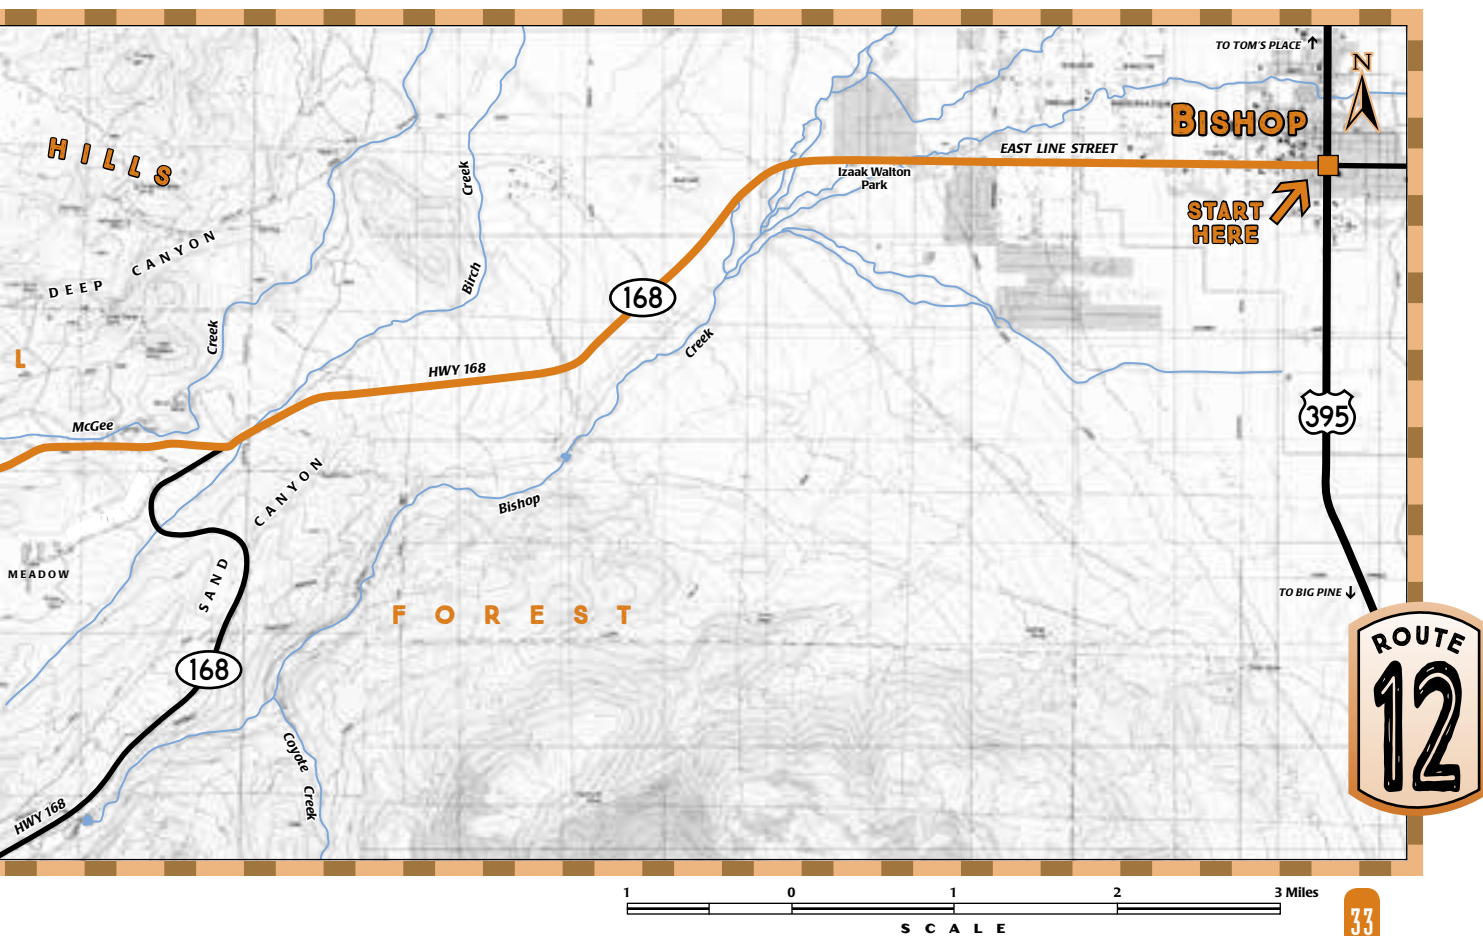 TO TOM'S PLACE
N
BISHOP
HILLS
EAST LINE STREET
Izaak Walton
Park
Creek
START
HERE
CANYON
DEEP
Birch
168
Creek
Creek
L
HWY 168
395
McGee
CANYON
Bishop
MEADOW
SAND
TO BIG PINE
FOREST
ROUTE
12
168
Coyote
Creek
HWY 168
1 0 1 2 3 Miles
SCALE
33